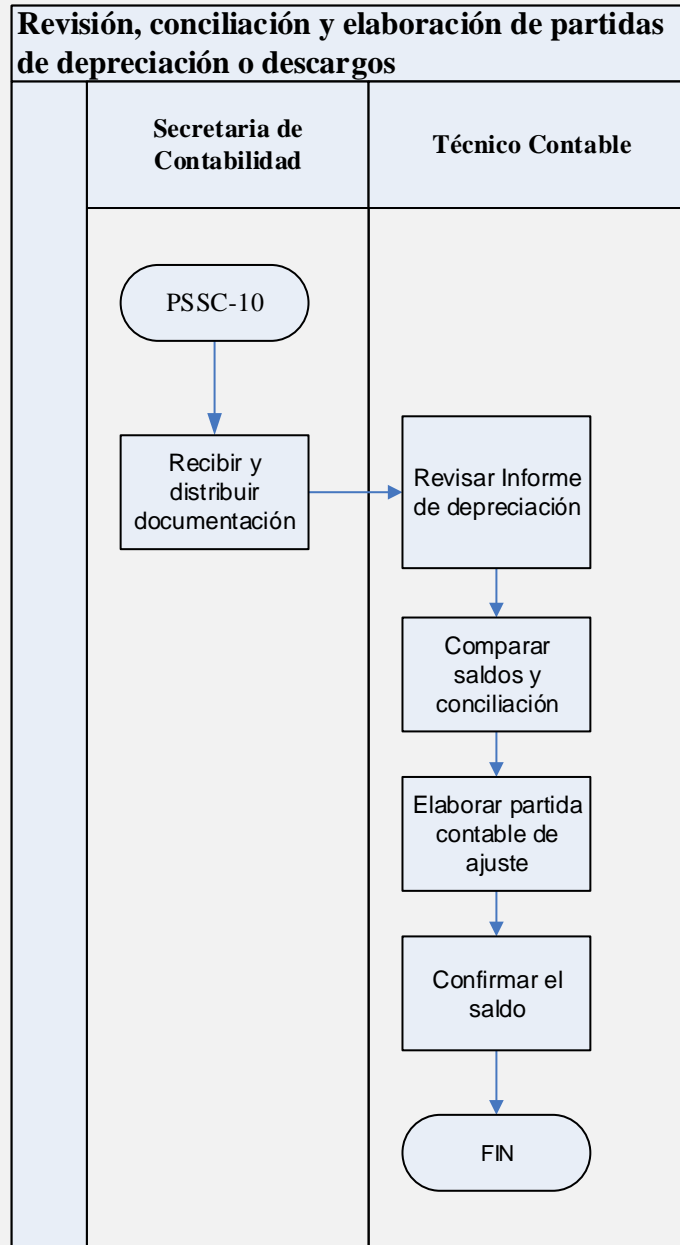 Revisión, conciliación y elaboración de partidas
de depreciación o descargos
Secretaria de
Contabilidad
Técnico Contable
PSSC-10
Recibir y
distribuir
documentación
Revisar Informe
de depreciación
Comparar
saldos y
conciliación
Elaborar partida
contable de
ajuste
Confirmar el
saldo
FIN